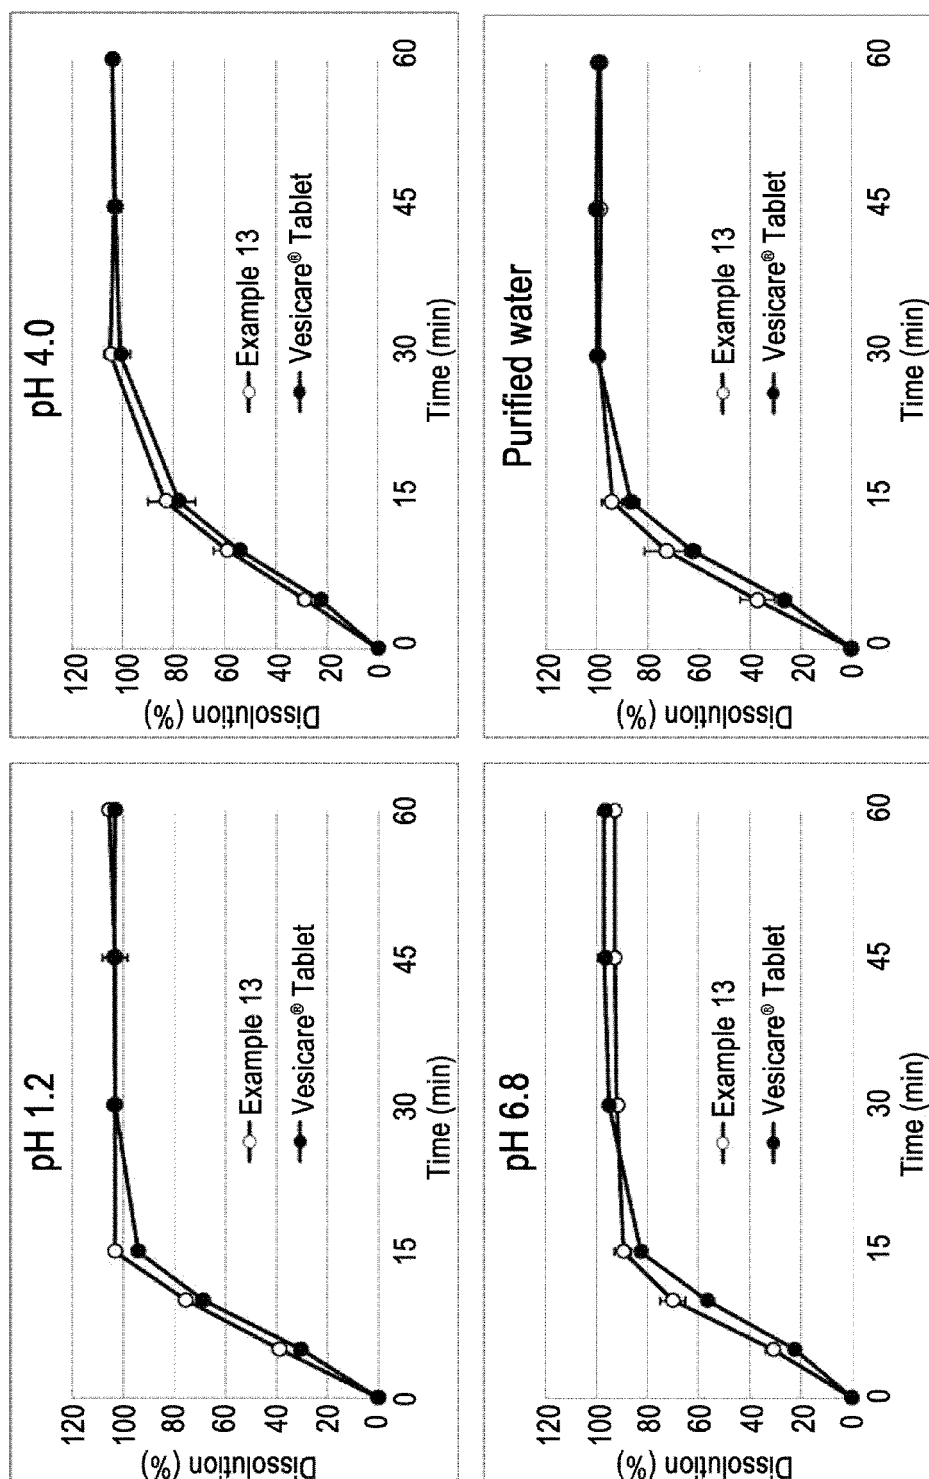 pH 1.2
Dissolution (%)
120
100
80
60
40
20
0
0
15
30
45
60
Time (min)
Example 13
Vesicare® Tablet
pH 4.0
Dissolution (%)
120
100
80
60
40
20
0
0
15
30
45
60
Time (min)
Example 13
Vesicare® Tablet
pH 6.8
Dissolution (%)
120
100
80
60
40
20
0
0
15
30
45
60
Time (min)
Example 13
Vesicare® Tablet
Purified water
Dissolution (%)
120
100
80
60
40
20
0
0
15
30
45
60
Time (min)
Example 13
Vesicare® Tablet